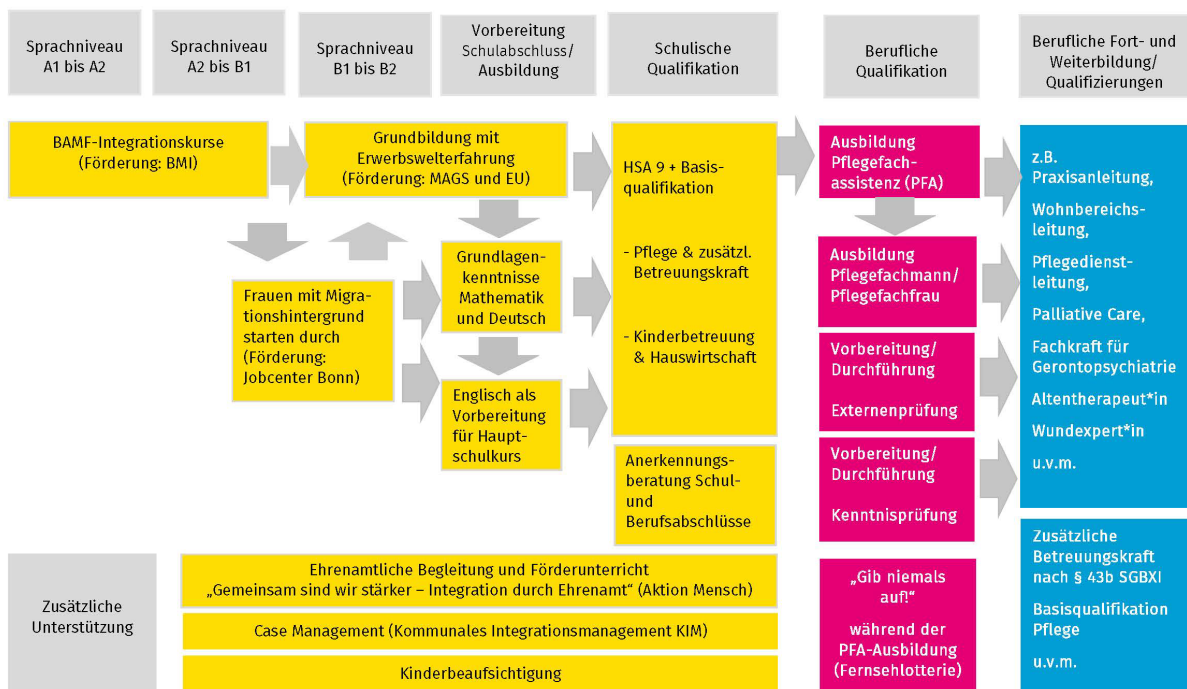 Sprachniveau
A1 bis A2
Sprachniveau
A2 bis B1
Sprachniveau
B1 bis B2
Vorbereitung
Schulabschluss/
Ausbildung
Schulische
Qualifikation
Berufliche
Qualifikation
Berufliche Fort- und
Weiterbildung/
Qualifizierungen
BAMF-Integrationskurse
(Förderung: BMI)
Grundbildung mit
Erwerbswelterfahrung
(Förderung: MAGS und EU)
Frauen mit Migra-
tionshintergrund
starten durch
(Förderung:
Jobcenter Bonn)
Grundlagen-
kenntnisse
Mathematik
und Deutsch
Englisch als
Vorbereitung
für Haupt-
schulkurs
HSA 9 + Basis-
qualifikation
- Pflege & zusätzl.
Betreuungskraft
- Kinderbetreuung
& Hauswirtschaft
Anerkennungs-
beratung Schul-
und
Berufsabschlüsse
Ausbildung
Pflegefach-
assistenz (PFA)
Ausbildung
Pflegefachmann/
Pflegefachfrau
Vorbereitung/
Durchführung
Externenprüfung
Vorbereitung/
Durchführung
Kenntnisprüfung
z.B.
Praxisanleitung,
Wohnbereichs-
leitung,
Pflegedienst-
leitung,
Palliative Care,
Fachkraft für
Gerontopsychiatrie
Altentherapeut*in
Wundexpert*in
u.v.m.
Zusätzliche
Unterstützung
Ehrenamtliche Begleitung und Förderunterricht
„Gemeinsam sind wir stärker – Integration durch Ehrenamt“ (Aktion Mensch)
Case Management (Kommunales Integrationsmanagement KIM)
Kinderbeaufsichtigung
„Gib niemals
auf!“
während der
PFA-Ausbildung
(Fernsehlotterie)
Zusätzliche
Betreuungskraft
nach § 43b SGBXI
Basisqualifikation
Pflege
u.v.m.